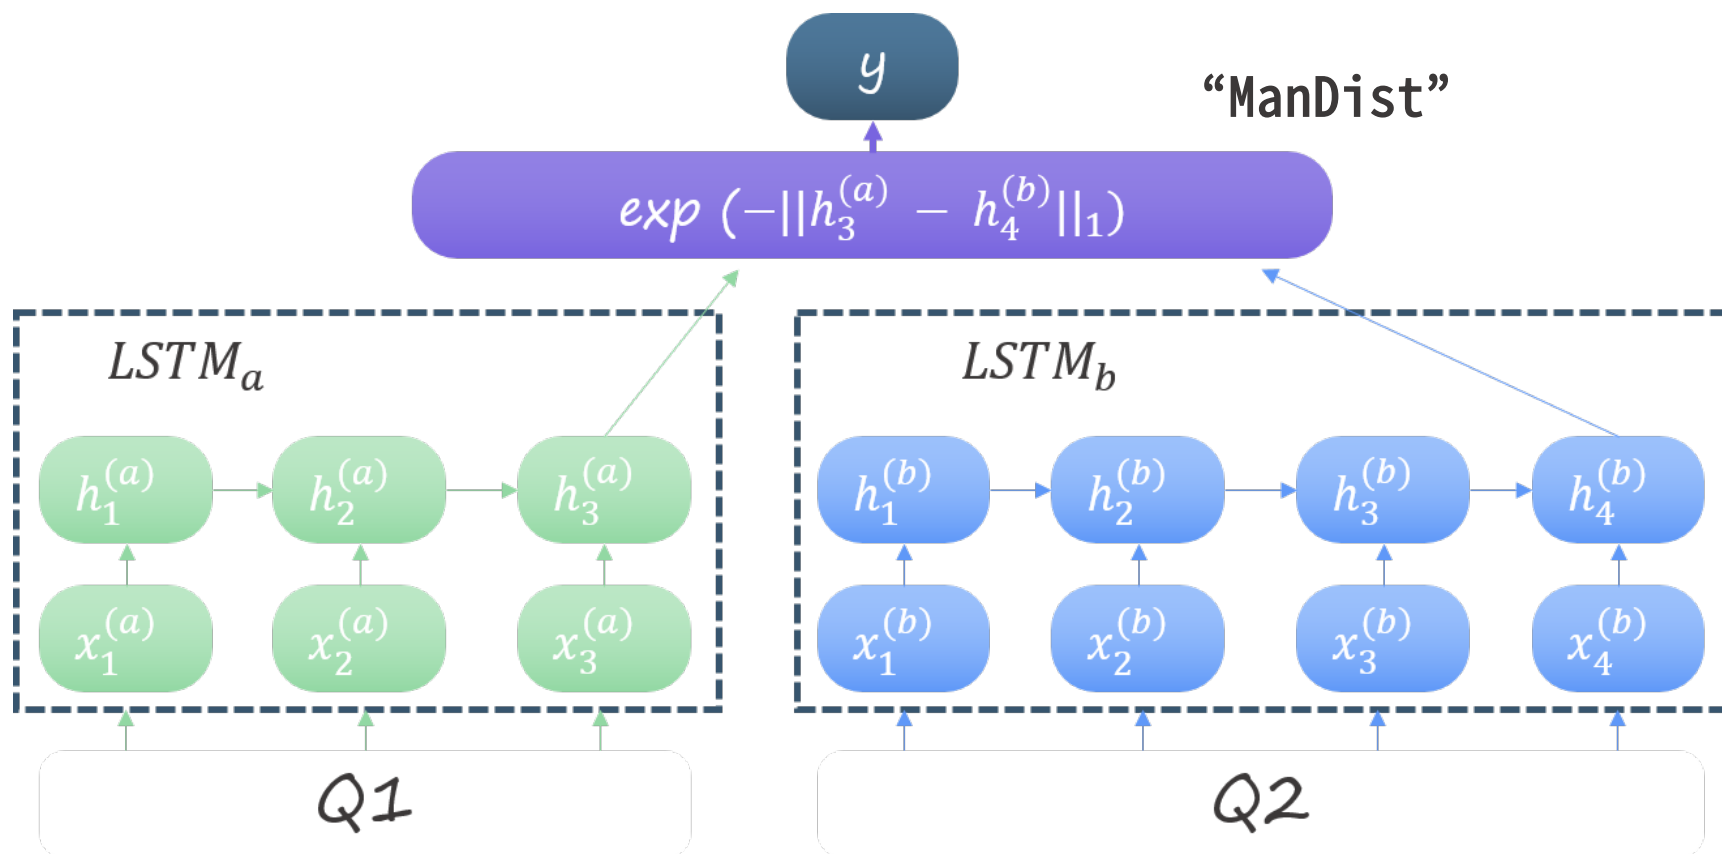 y
“ManDist”
exp (−||h₃⁽ᵃ⁾ − h₄⁽ᵇ⁾||₁)
LSTMₐ
LSTM_b
h₁⁽ᵃ⁾ h₂⁽ᵃ⁾ h₃⁽ᵃ⁾ h₁⁽ᵇ⁾ h₂⁽ᵇ⁾ h₃⁽ᵇ⁾ h₄⁽ᵇ⁾
x₁⁽ᵃ⁾ x₂⁽ᵃ⁾ x₃⁽ᵃ⁾ x₁⁽ᵇ⁾ x₂⁽ᵇ⁾ x₃⁽ᵇ⁾ x₄⁽ᵇ⁾
Q1
Q2